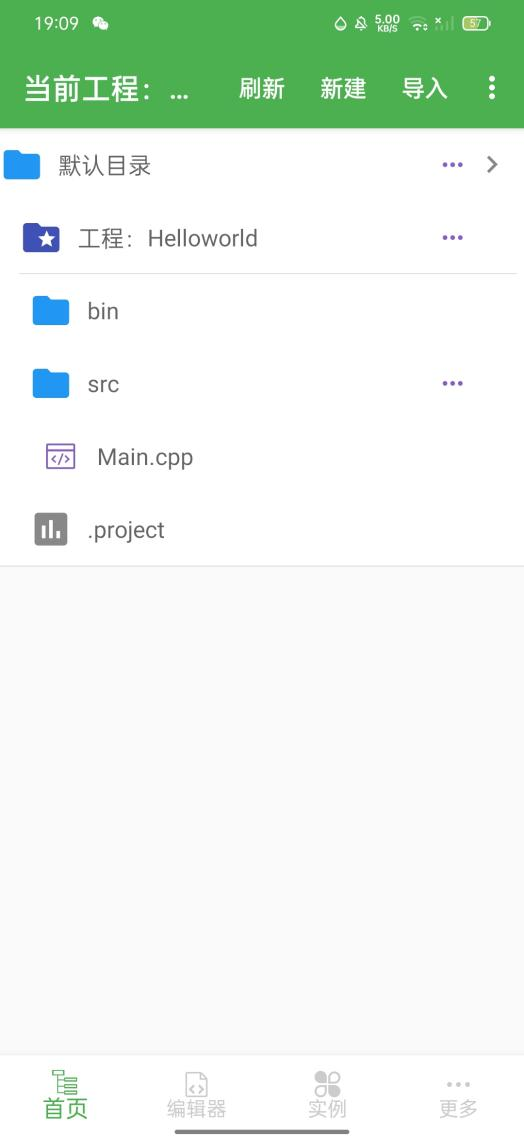 19:09 5.00 KB/S 57
当前工程： ... 刷新 新建 导入
默认目录
工程：Helloworld
bin
src
Main.cpp
.project
首页 编辑器 实例 更多